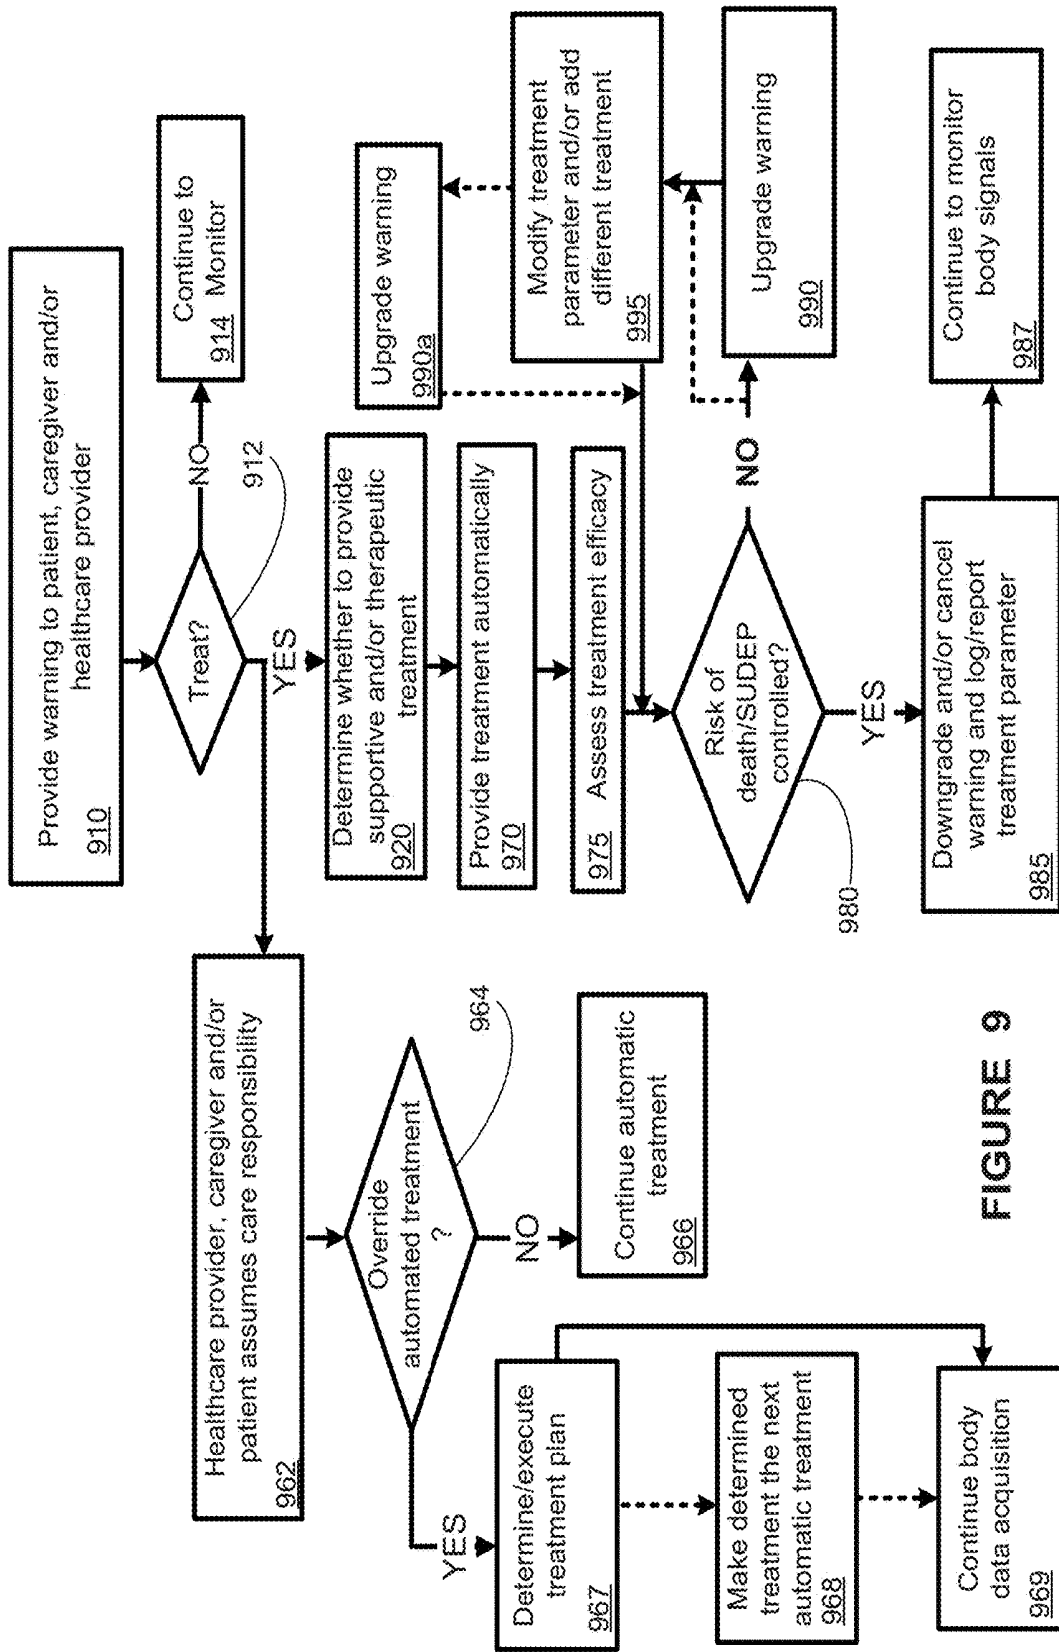 Provide warning to patient, caregiver and/or
healthcare provider
910
Treat?
912
NO
Continue to
914 Monitor
YES
Determine whether to provide
supportive and/or therapeutic
920 treatment
Provide treatment automatically
970
975 Assess treatment efficacy
Risk of
death/SUDEP
controlled?
980
NO
Upgrade warning
990
Modify treatment
parameter and/or add
different treatment
995
Upgrade warning
990a
YES
Downgrade and/or cancel
warning and log/report
treatment parameter
985
Continue to monitor
body signals
987
Healthcare provider, caregiver and/or
patient assumes care responsibility
962
Override
automated treatment
?
964
NO
Continue automatic
treatment
966
YES
Determine/execute
treatment plan
967
Make determined
treatment the next
automatic treatment
968
Continue body
data acquisition
969
FIGURE 9